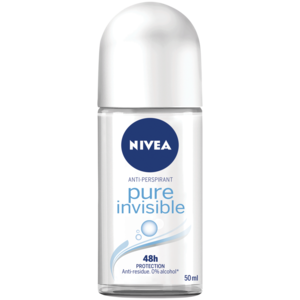 NIVEA
ANTI-PERSPIRANT
pure
invisible
48h
PROTECTION
Anti-residue. 0% alcohol*
50ml